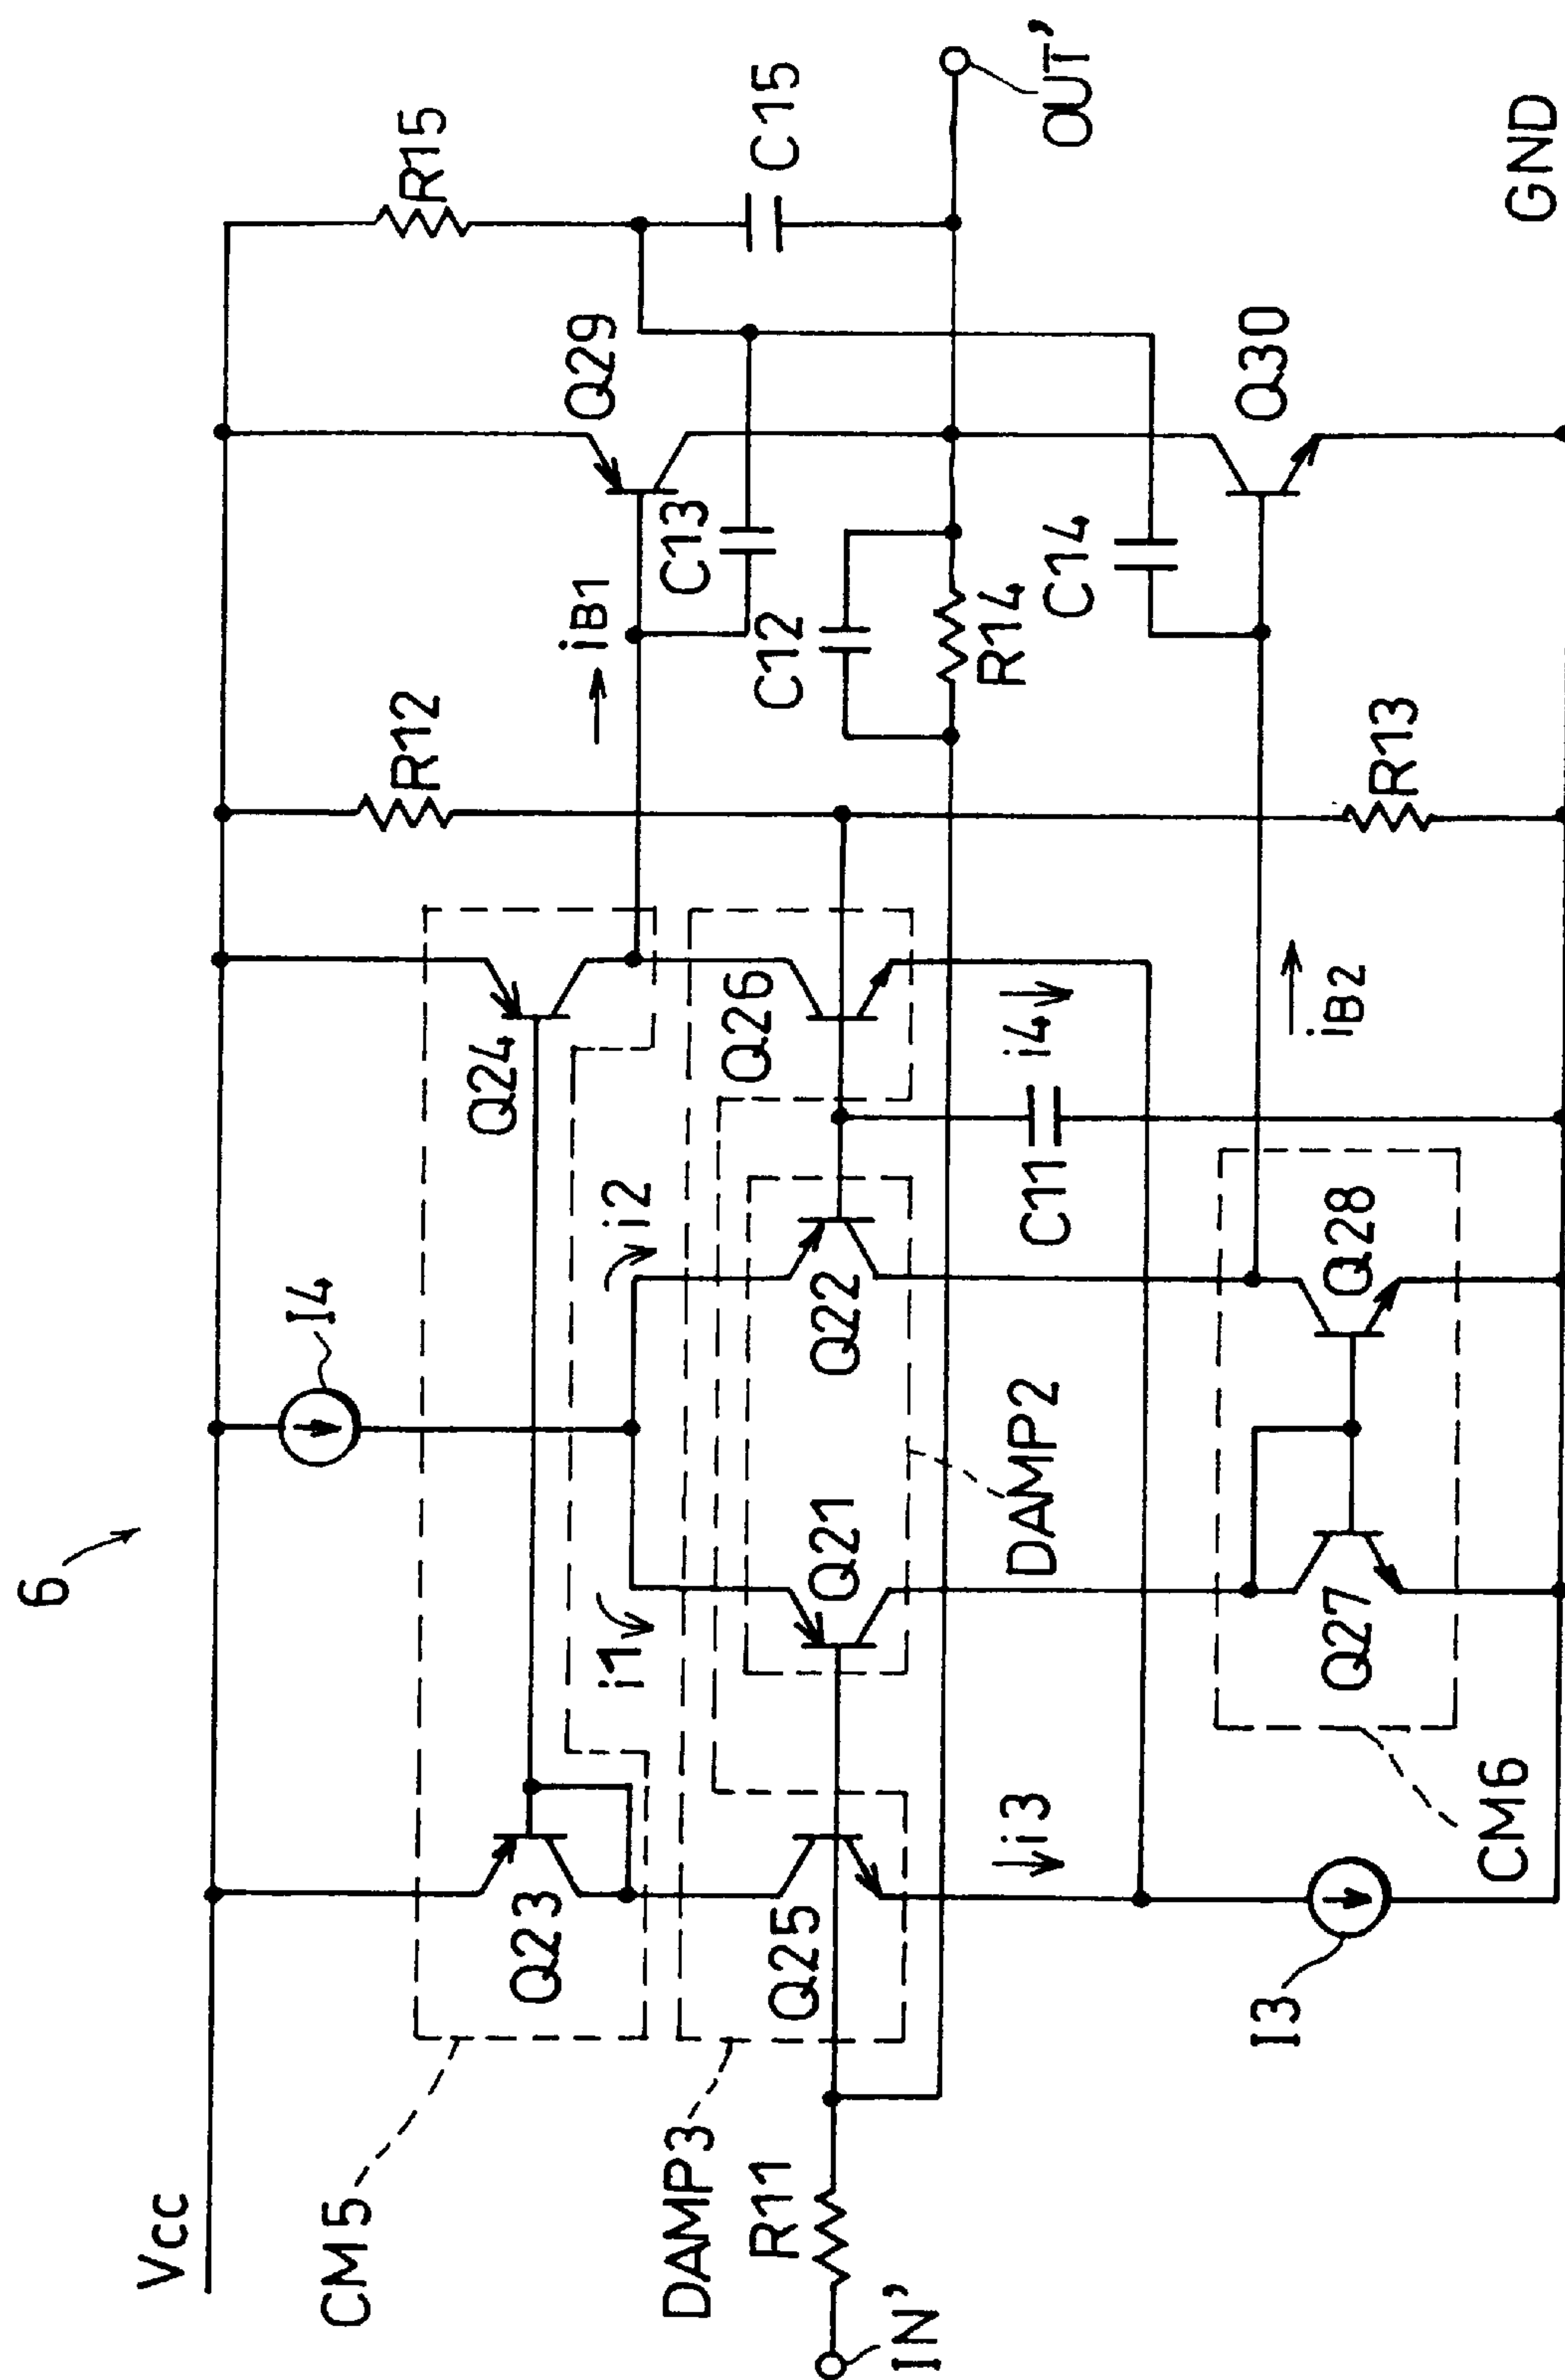 6
Vcc
I4
R15
R12
CM5
Q23
Q24
i1
i2
iB1
Q29
C15
C13
DAMP3
Q25
Q21
Q22
Q26
C12
R11
IN'
R14
OUT'
i3
DAMP2
C11
i4
C14
Q30
iB2
I3
Q27
Q28
R13
CM6
GND